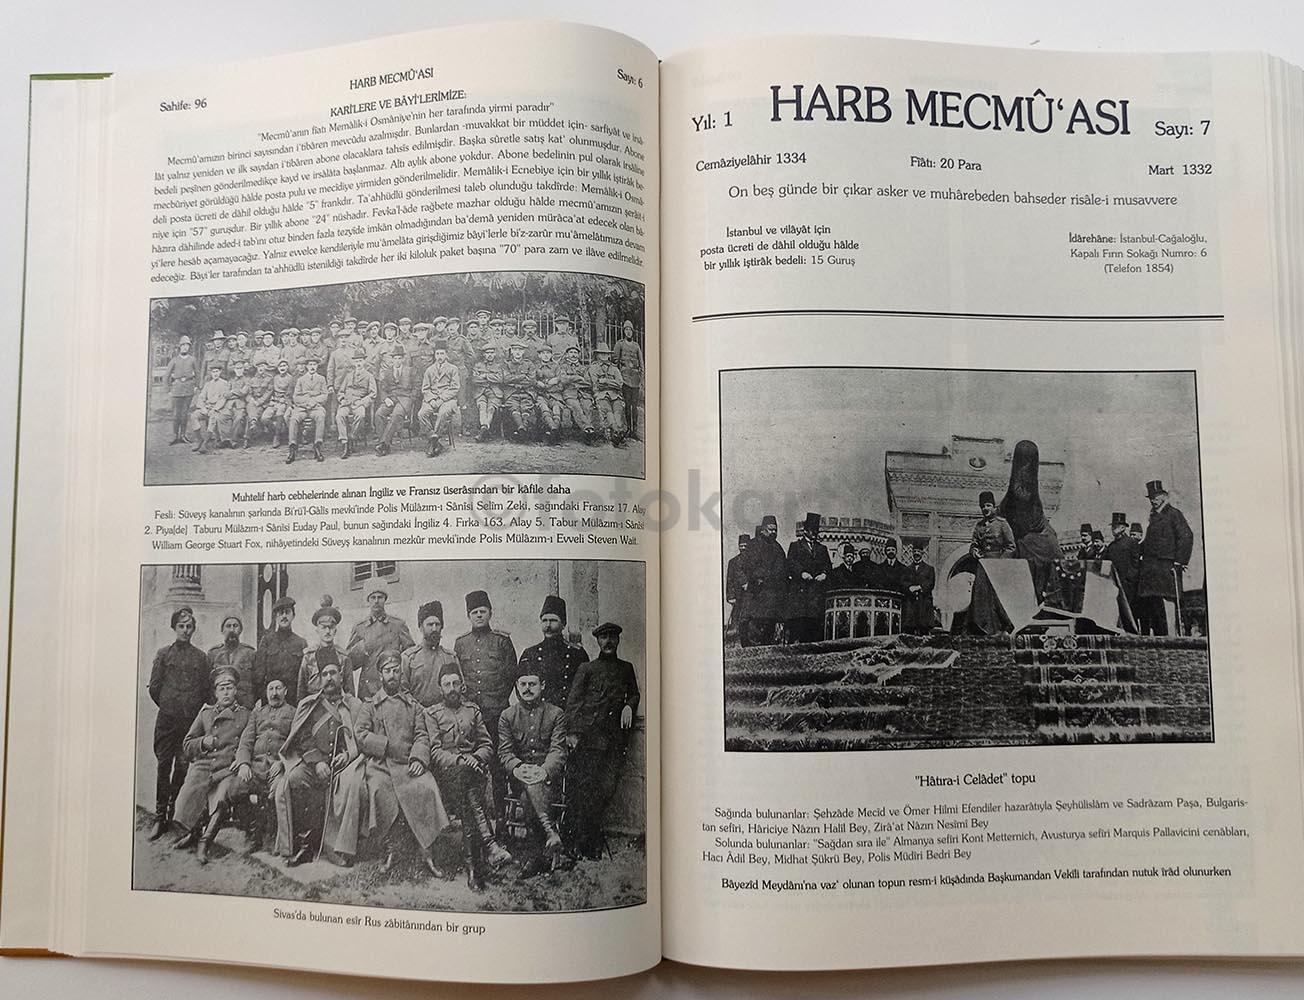 Sahife: 96
HARB MECMÛ'ASI
Sayı: 6
KARİLERE VE BÂYİ'LERİMİZE:
"Mecmû'anın fiatı Memâlik-i Osmâniye'nin her tarafında yirmi paradır"
Mecmû'amızın birinci sayısından i'tibâren mevcûdu azalmışdır. Bunlardan -muvakkat bir müddet için- sarfiyât ve irsâ-
lât yalnız yeniden ve ilk sayıdan i'tibâren abone olacaklara tahsîs edilmişdir. Başka sûretle satış kat' olunmuşdur. Abone
bedeli peşînen gönderilmedikçe kayd ve irsâlâta başlanmaz. Altı aylık abone yokdur. Abone bedelinin pul olarak irsâline
mecbûriyet görüldüğü hâlde posta pulu ve mecidiye yirmiden gönderilmelidir. Memâlik-i Ecnebiye için bir yıllık iştirâk be-
deli posta ücreti de dâhil olduğu hâlde "5" frankdır. Ta'ahhüdlü gönderilmesi taleb olunduğu takdîrde: Memâlik-i Osmâ-
niye için "57" guruşdur. Bir yıllık abone "24" nüshadır. Fevka'l-âde rağbete mazhar olduğu hâlde mecmû'amızın şerâit-i
hâzıra dâhilinde aded-i tab'ını otuz binden fazla tezyîde imkân olmadığından ba'demâ yeniden mürâca'at edecek olan bâ-
yi'lere hesâb açamayacağız. Yalnız evvelce kendileriyle mu'âmelâta girişdiğimiz bâyi'lerle bi'z-zarûr mu'âmelâtımıza devam
edeceğiz. Bâyi'ler tarafından ta'ahhüdlü istenildiği takdîrde her iki kiloluk paket başına "70" para zam ve ilâve edilmelidir.
Muhtelif harb cebhelerinde alınan İngiliz ve Fransız üserâsından bir kâfile daha
Fesli: Süveyş kanalının şarkında Bi'rü'l-Gâlîs mevki'inde Polis Mülâzım-ı Sânîsi Selîm Zeki, sağındaki Fransız 17. Alay
2. Piya[de] Taburu Mülâzım-ı Sânîsi Euday Paul, bunun sağındaki İngiliz 4. Fırka 163. Alay 5. Tabur Mülâzım-ı Sânîsi
William George Stuart Fox, nihâyetindeki Süveyş kanalının mezkûr mevki'inde Polis Mülâzım-ı Evveli Steven Wait.
Sivas'da bulunan esîr Rus zâbitânından bir grup
Yıl: 1
HARB MECMÛ'ASI
Sayı: 7
Cemâziyelâhir 1334
Fîâtı: 20 Para
Mart 1332
On beş günde bir çıkar asker ve muhârebeden bahseder risâle-i musavvere
İstanbul ve vilâyât için
posta ücreti de dâhil olduğu hâlde
bir yıllık iştirâk bedeli: 15 Guruş
İdârehâne: İstanbul-Cağaloğlu,
Kapalı Fırın Sokağı Numro: 6
(Telefon 1854)
"Hâtıra-i Celâdet" topu
Sağında bulunanlar: Şehzâde Mecîd ve Ömer Hilmi Efendiler hazarâtıyla Şeyhülislâm ve Sadrâzam Paşa, Bulgaris-
tan sefîri, Hâriciye Nâzırı Halîl Bey, Zirâ'at Nâzırı Nesîmî Bey
Solunda bulunanlar: "Sağdan sıra ile" Almanya sefîri Kont Metternich, Avusturya sefîri Marquis Pallavicini cenâbları,
Hacı Âdil Bey, Midhat Şükrü Bey, Polis Müdîri Bedri Bey
Bâyezîd Meydânı'na vaz' olunan topun resm-i küşâdında Başkumandan Vekîli tarafından nutuk îrâd olunurken